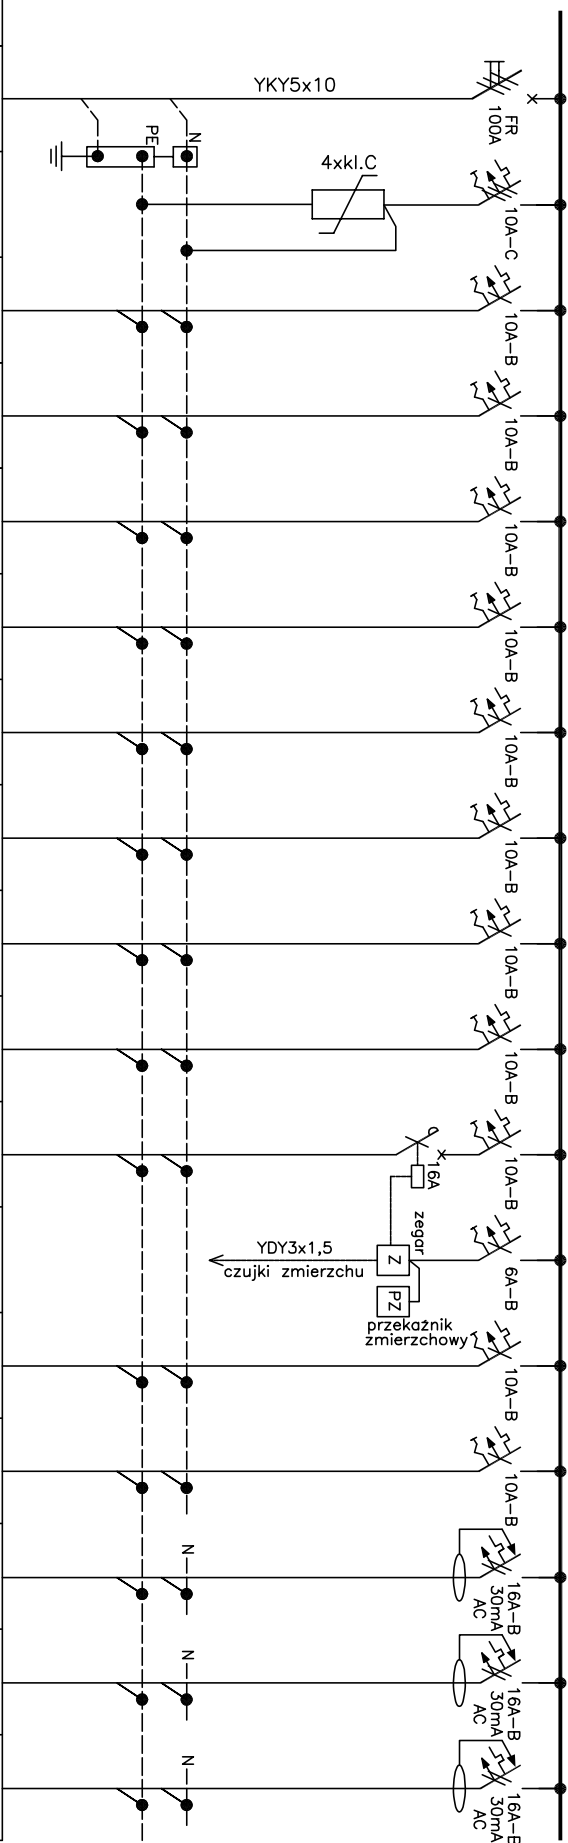 YKY5x10
FR
100A
PE
N
4xkl.C
10A-C
10A-B
10A-B
10A-B
10A-B
10A-B
10A-B
10A-B
10A-B
10A-B
16A
zegar
Z
YDY3x1,5
czujki zmierzchu
6A-B
PZ
przekaźnik
zmierzchowy
10A-B
10A-B
N
16A-B
30mA
AC
N
16A-B
30mA
AC
N
16A-B
30mA
AC